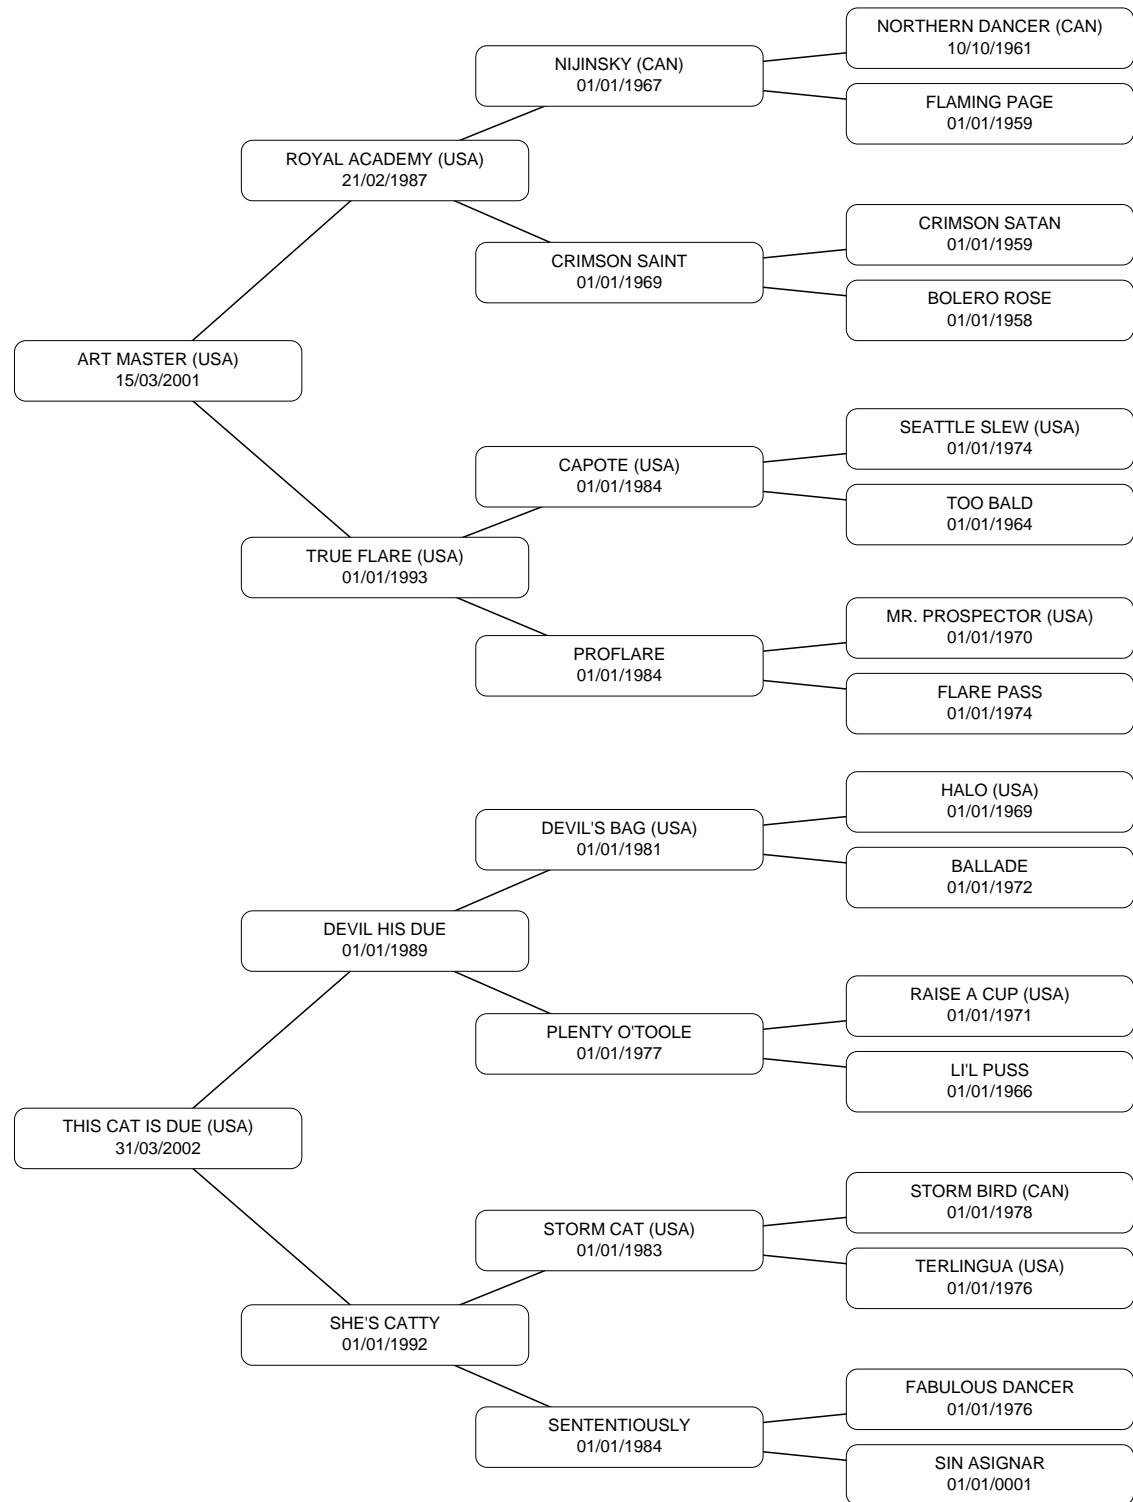 NORTHERN DANCER (CAN)
10/10/1961
NIJINSKY (CAN)
01/01/1967
FLAMING PAGE
01/01/1959
ROYAL ACADEMY (USA)
21/02/1987
CRIMSON SATAN
01/01/1959
CRIMSON SAINT
01/01/1969
BOLERO ROSE
01/01/1958
ART MASTER (USA)
15/03/2001
SEATTLE SLEW (USA)
01/01/1974
CAPOTE (USA)
01/01/1984
TOO BALD
01/01/1964
TRUE FLARE (USA)
01/01/1993
MR. PROSPECTOR (USA)
01/01/1970
PROFLARE
01/01/1984
FLARE PASS
01/01/1974
HALO (USA)
01/01/1969
DEVIL'S BAG (USA)
01/01/1981
BALLADE
01/01/1972
DEVIL HIS DUE
01/01/1989
RAISE A CUP (USA)
01/01/1971
PLENTY O'TOOLE
01/01/1977
LI'L PUSS
01/01/1966
THIS CAT IS DUE (USA)
31/03/2002
STORM BIRD (CAN)
01/01/1978
STORM CAT (USA)
01/01/1983
TERLINGUA (USA)
01/01/1976
SHE'S CATTY
01/01/1992
FABULOUS DANCER
01/01/1976
SENTENTIOUSLY
01/01/1984
SIN ASIGNAR
01/01/0001